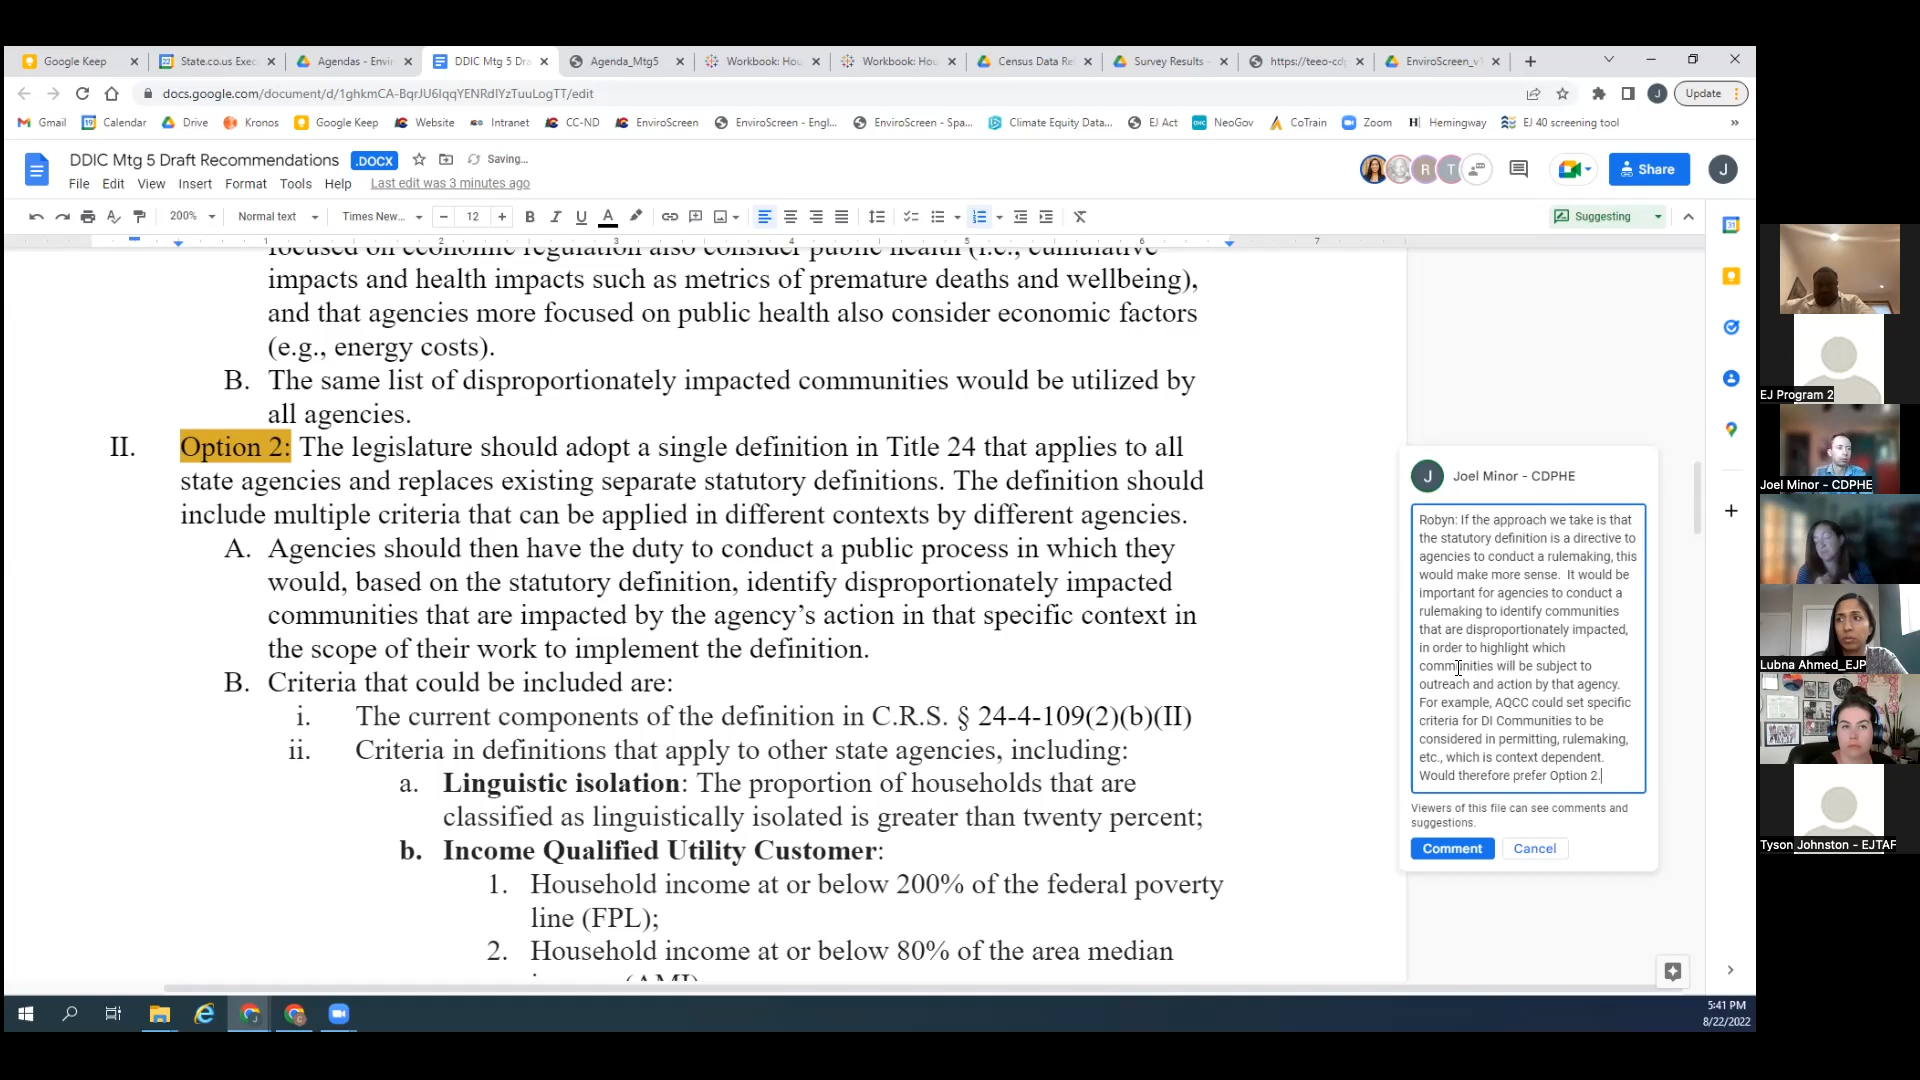 Google Keep
State.co.us Exec
Agendas - Envi
DDIC Mtg 5 Dra
Agenda_Mtg5
Workbook: Hou
Workbook: Hou
Census Data Re
Survey Results -
https://teeo-cdp
EnviroScreen_v1
docs.google.com/document/d/1ghkmCA-BqrJU6IqqYENRdIYzTuuLogTT/edit
Update
Gmail
Calendar
Drive
Kronos
Google Keep
Website
Intranet
CC-ND
EnviroScreen
EnviroScreen - Engl...
EnviroScreen - Spa...
Climate Equity Data...
EJ Act
NeoGov
CoTrain
Zoom
Hemingway
EJ 40 screening tool
DDIC Mtg 5 Draft Recommendations
.DOCX
Saving...
File Edit View Insert Format Tools Help Last edit was 3 minutes ago
R
T
Share
J
200%
Normal text
Times New...
12
Suggesting
1 2 3 4 5 6 7
focused on economic regulation also consider public health (i.e., cumulative
impacts and health impacts such as metrics of premature deaths and wellbeing),
and that agencies more focused on public health also consider economic factors
(e.g., energy costs).
B. The same list of disproportionately impacted communities would be utilized by
all agencies.
II. Option 2: The legislature should adopt a single definition in Title 24 that applies to all
state agencies and replaces existing separate statutory definitions. The definition should
include multiple criteria that can be applied in different contexts by different agencies.
A. Agencies should then have the duty to conduct a public process in which they
would, based on the statutory definition, identify disproportionately impacted
communities that are impacted by the agency's action in that specific context in
the scope of their work to implement the definition.
B. Criteria that could be included are:
i. The current components of the definition in C.R.S. § 24-4-109(2)(b)(II)
ii. Criteria in definitions that apply to other state agencies, including:
a. Linguistic isolation: The proportion of households that are
classified as linguistically isolated is greater than twenty percent;
b. Income Qualified Utility Customer:
1. Household income at or below 200% of the federal poverty
line (FPL);
2. Household income at or below 80% of the area median
J
Joel Minor - CDPHE
Robyn: If the approach we take is that
the statutory definition is a directive to
agencies to conduct a rulemaking, this
would make more sense. It would be
important for agencies to conduct a
rulemaking to identify communities
that are disproportionately impacted,
in order to highlight which
communities will be subject to
outreach and action by that agency.
For example, AQCC could set specific
criteria for DI Communities to be
considered in permitting, rulemaking,
etc., which is context dependent.
Would therefore prefer Option 2.
Viewers of this file can see comments and
suggestions.
Comment
Cancel
EJ Program 2
Joel Minor - CDPHE
Lubna Ahmed_EJP
Tyson Johnston - EJTAF
5:41 PM
8/22/2022